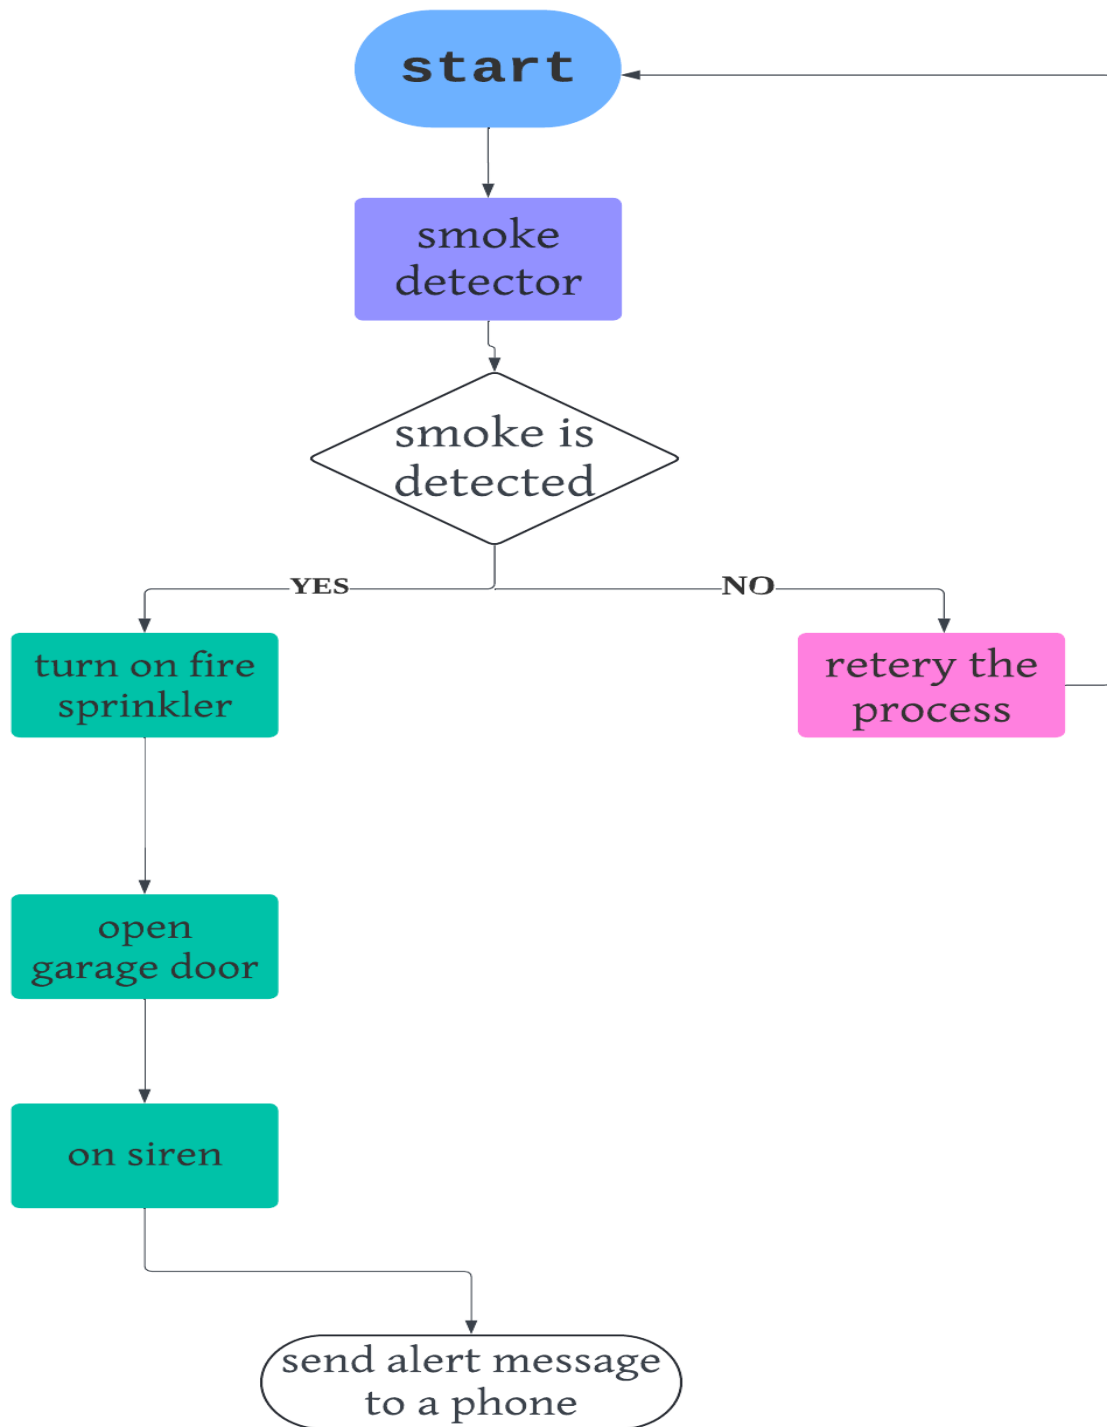 start
smoke
detector
smoke is
detected
YES
NO
turn on fire
sprinkler
retery the
process
open
garage door
on siren
send alert message
to a phone